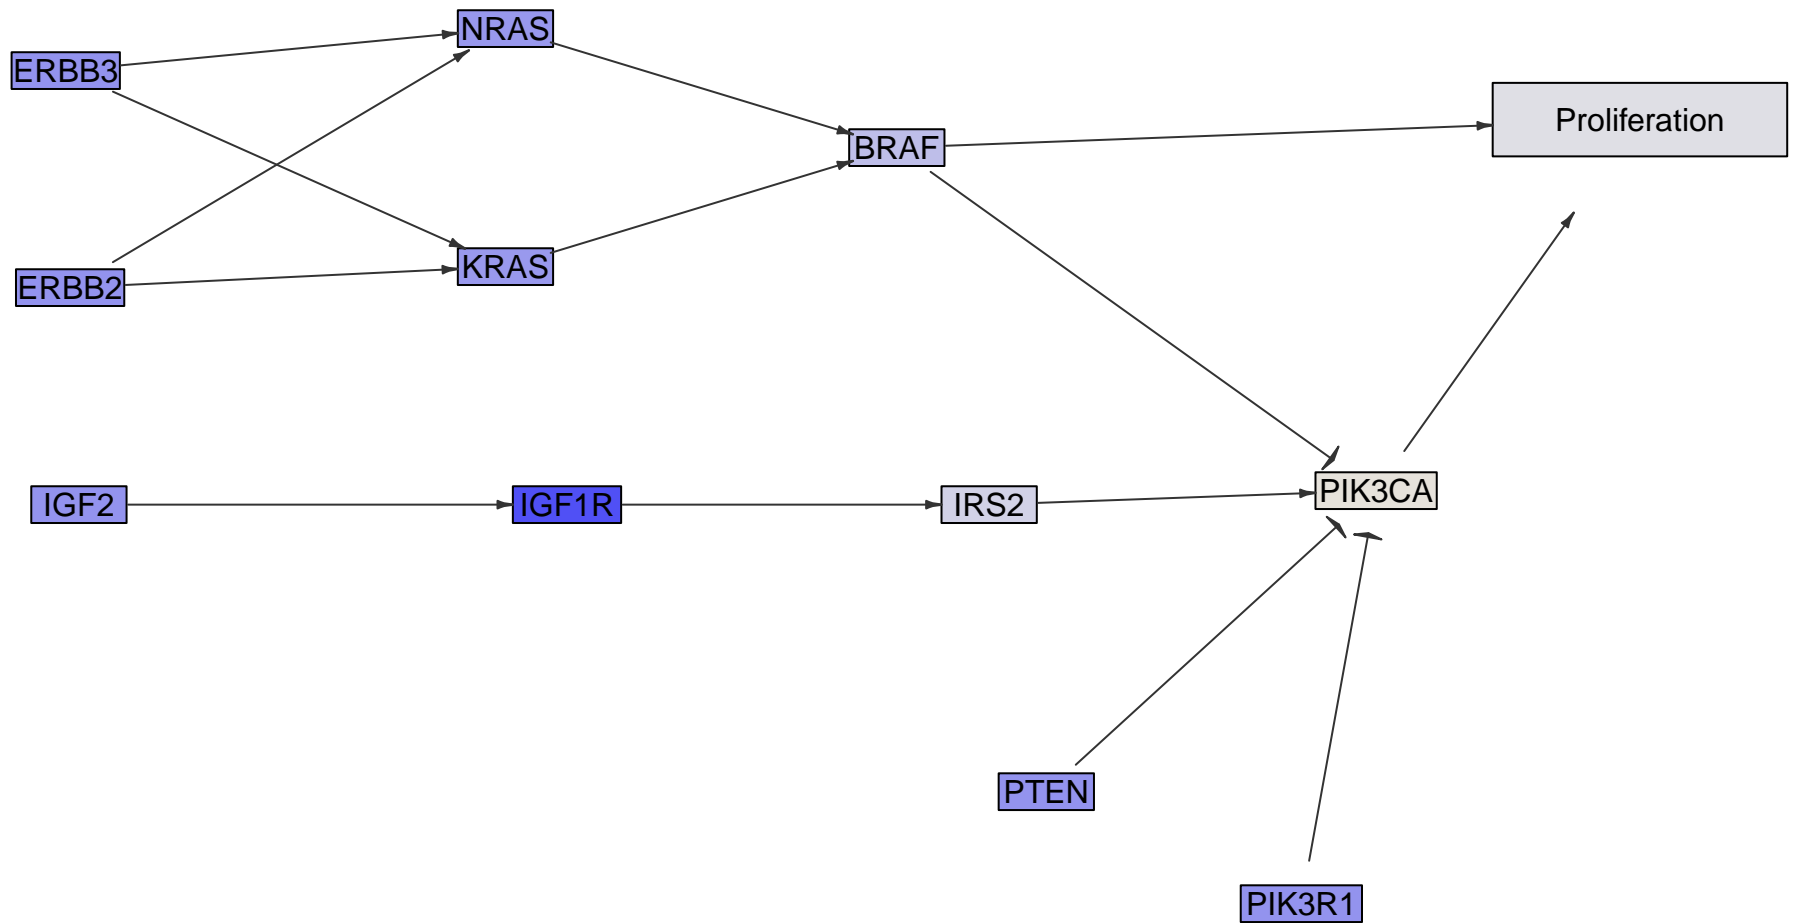 NRAS
ERBB3
Proliferation
BRAF
KRAS
ERBB2
IGF2
IGF1R
IRS2
PIK3CA
PTEN
PIK3R1